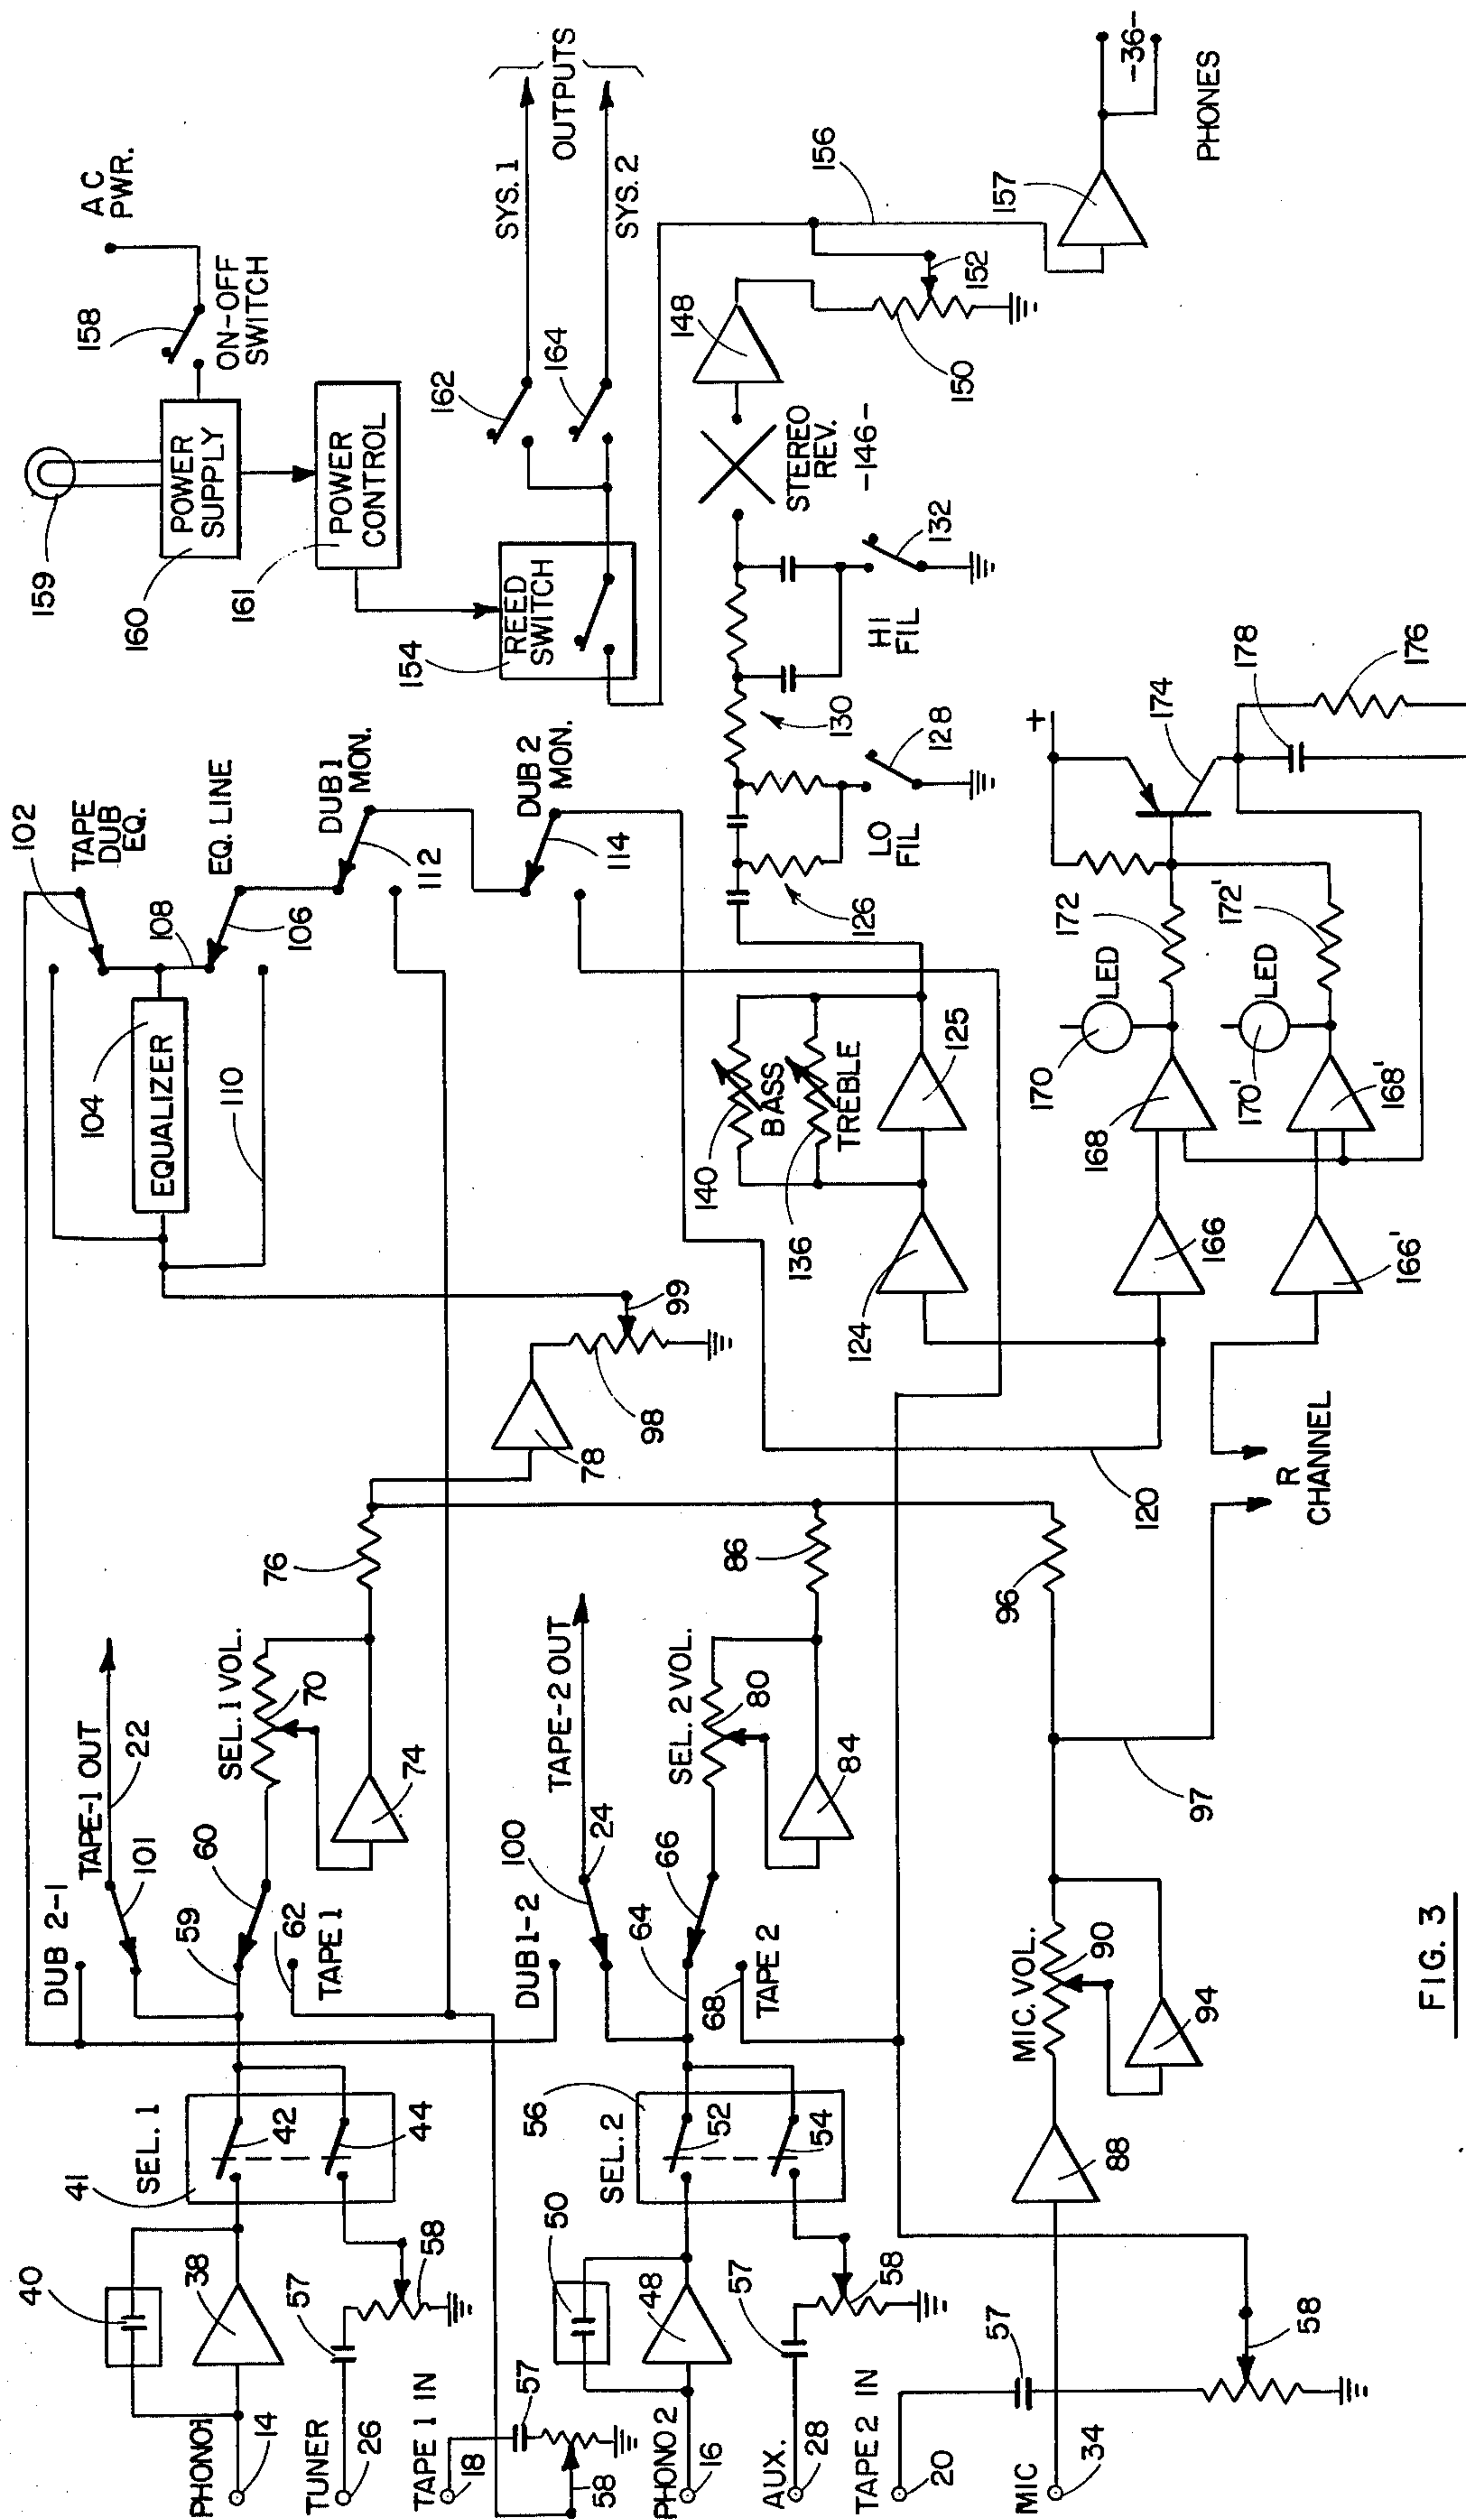 PHONO1
14
40
38
TUNER
26
57
58
TAPE 1 IN
18
57
58
PHONO 2
16
50
48
AUX.
28
57
58
TAPE 2 IN
20
57
58
MIC
34
88
41
SEL. 1
42
44
56
SEL. 2
52
54
DUB 2-1
TAPE-1 OUT
22
101
59
60
62
TAPE 1
SEL. 1 VOL.
70
74
76
DUB 1-2
TAPE-2 OUT
100
24
64
66
68
TAPE 2
SEL. 2 VOL.
80
84
86
MIC. VOL.
90
94
96
97
R
CHANNEL
78
98
99
120
102
TAPE
DUB
EQ.
104
EQUALIZER
108
106
EQ. LINE
110
DUB 1
MON.
112
DUB 2
MON.
114
140
BASS
136
TREBLE
124
125
126
LO
FIL
128
130
HI
FIL
132
STEREO
REV.
-146-
148
150
152
156
157
-36-
PHONES
166
166'
168
168'
170
LED
170'
LED
172
172'
174
176
178
+
159
160
POWER
SUPPLY
158
ON-OFF
SWITCH
AC
PWR.
161
POWER
CONTROL
154
REED
SWITCH
162
164
SYS. 1
SYS. 2
OUTPUTS
FIG. 3